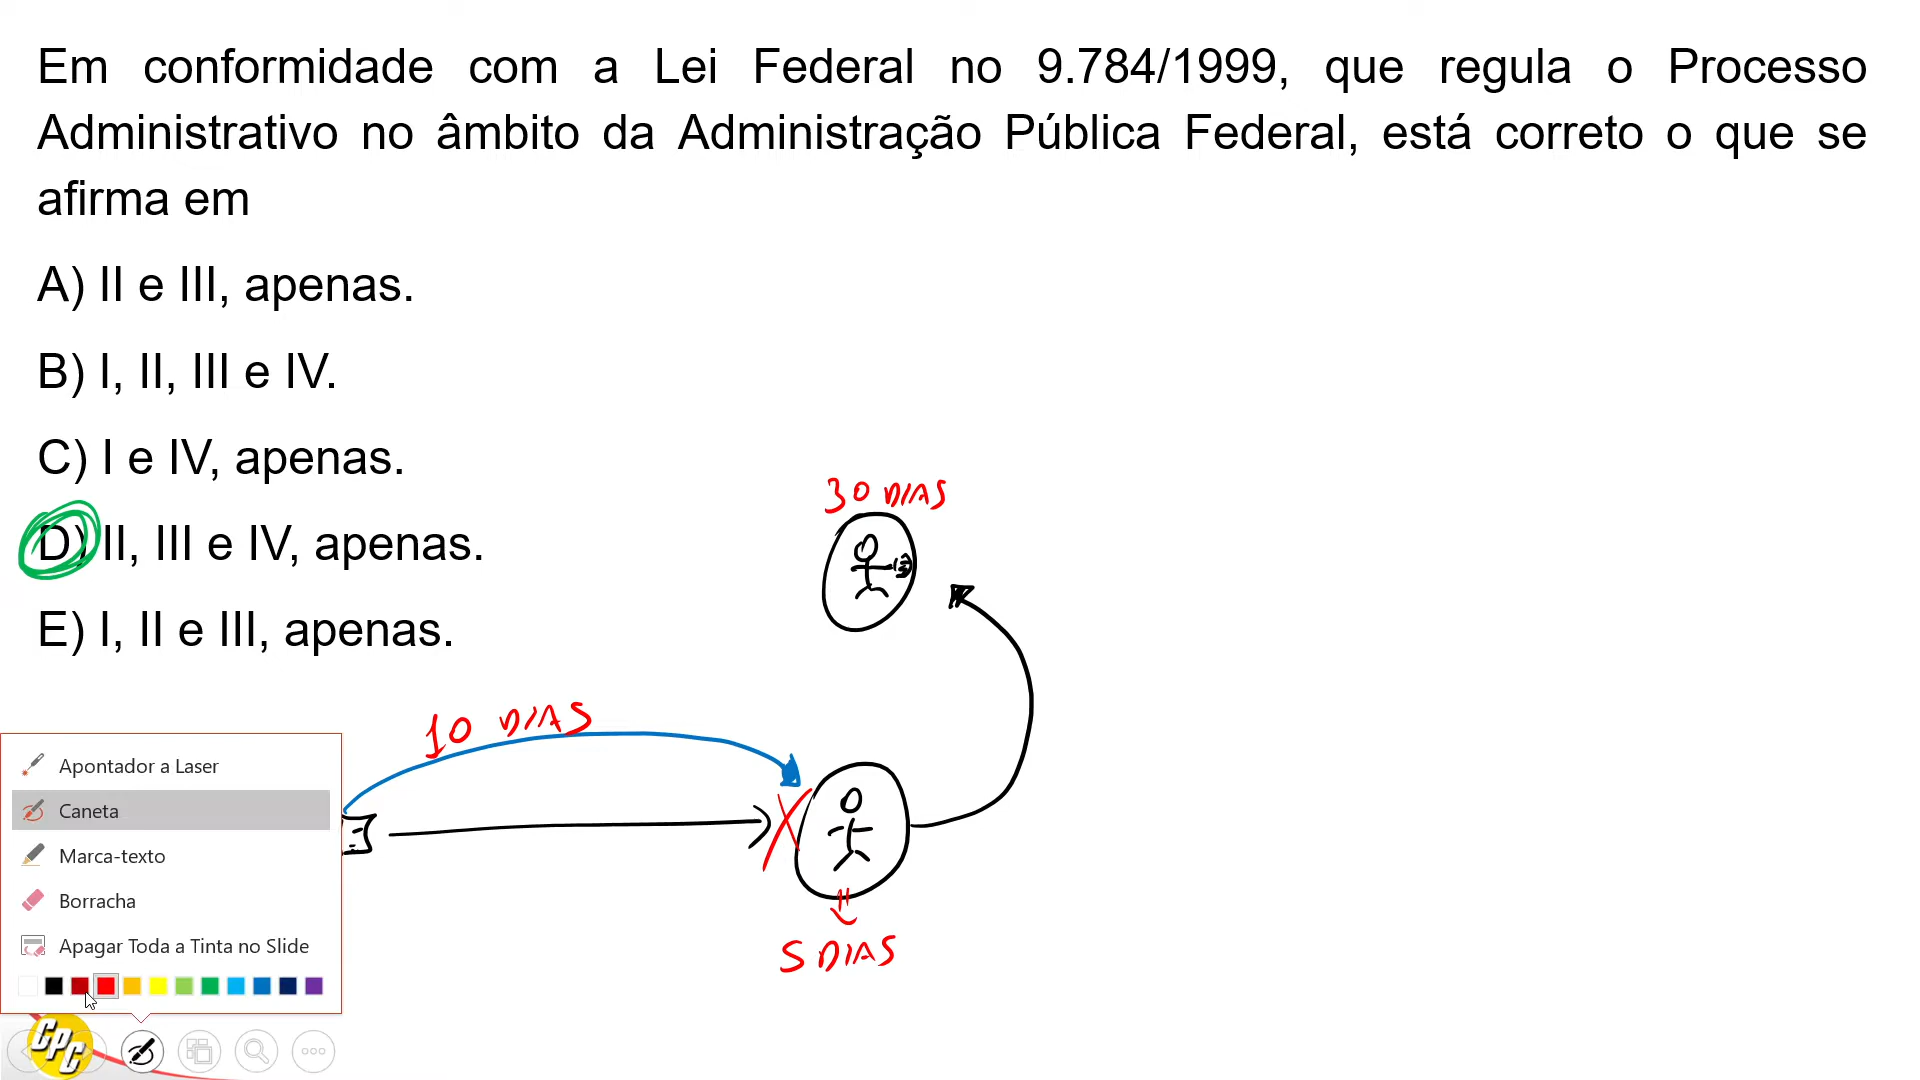 Em conformidade com a Lei Federal no 9.784/1999, que regula o Processo
Administrativo no âmbito da Administração Pública Federal, está correto o que se
afirma em
A) II e III, apenas.
B) I, II, III e IV.
C) I e IV, apenas.
30 DIAS
D) II, III e IV, apenas.
E) I, II e III, apenas.
10 DIAS
Apontador a Laser
Caneta
Marca-texto
Borracha
Apagar Toda a Tinta no Slide
5 DIAS
CPC